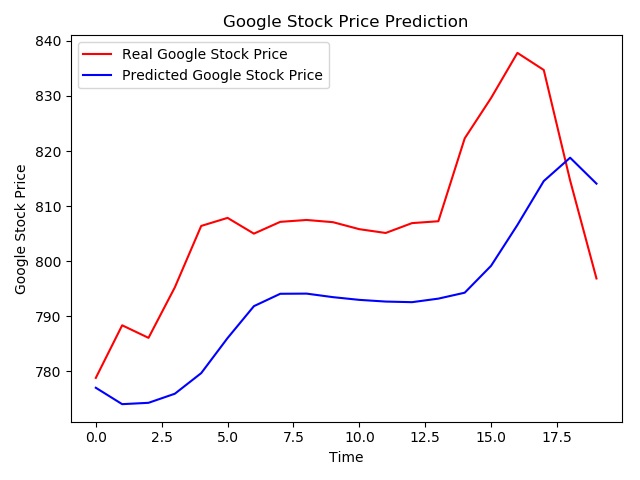 Google Stock Price Prediction
Real Google Stock Price
Predicted Google Stock Price
Google Stock Price
840
830
820
810
800
790
780
0.0 2.5 5.0 7.5 10.0 12.5 15.0 17.5
Time